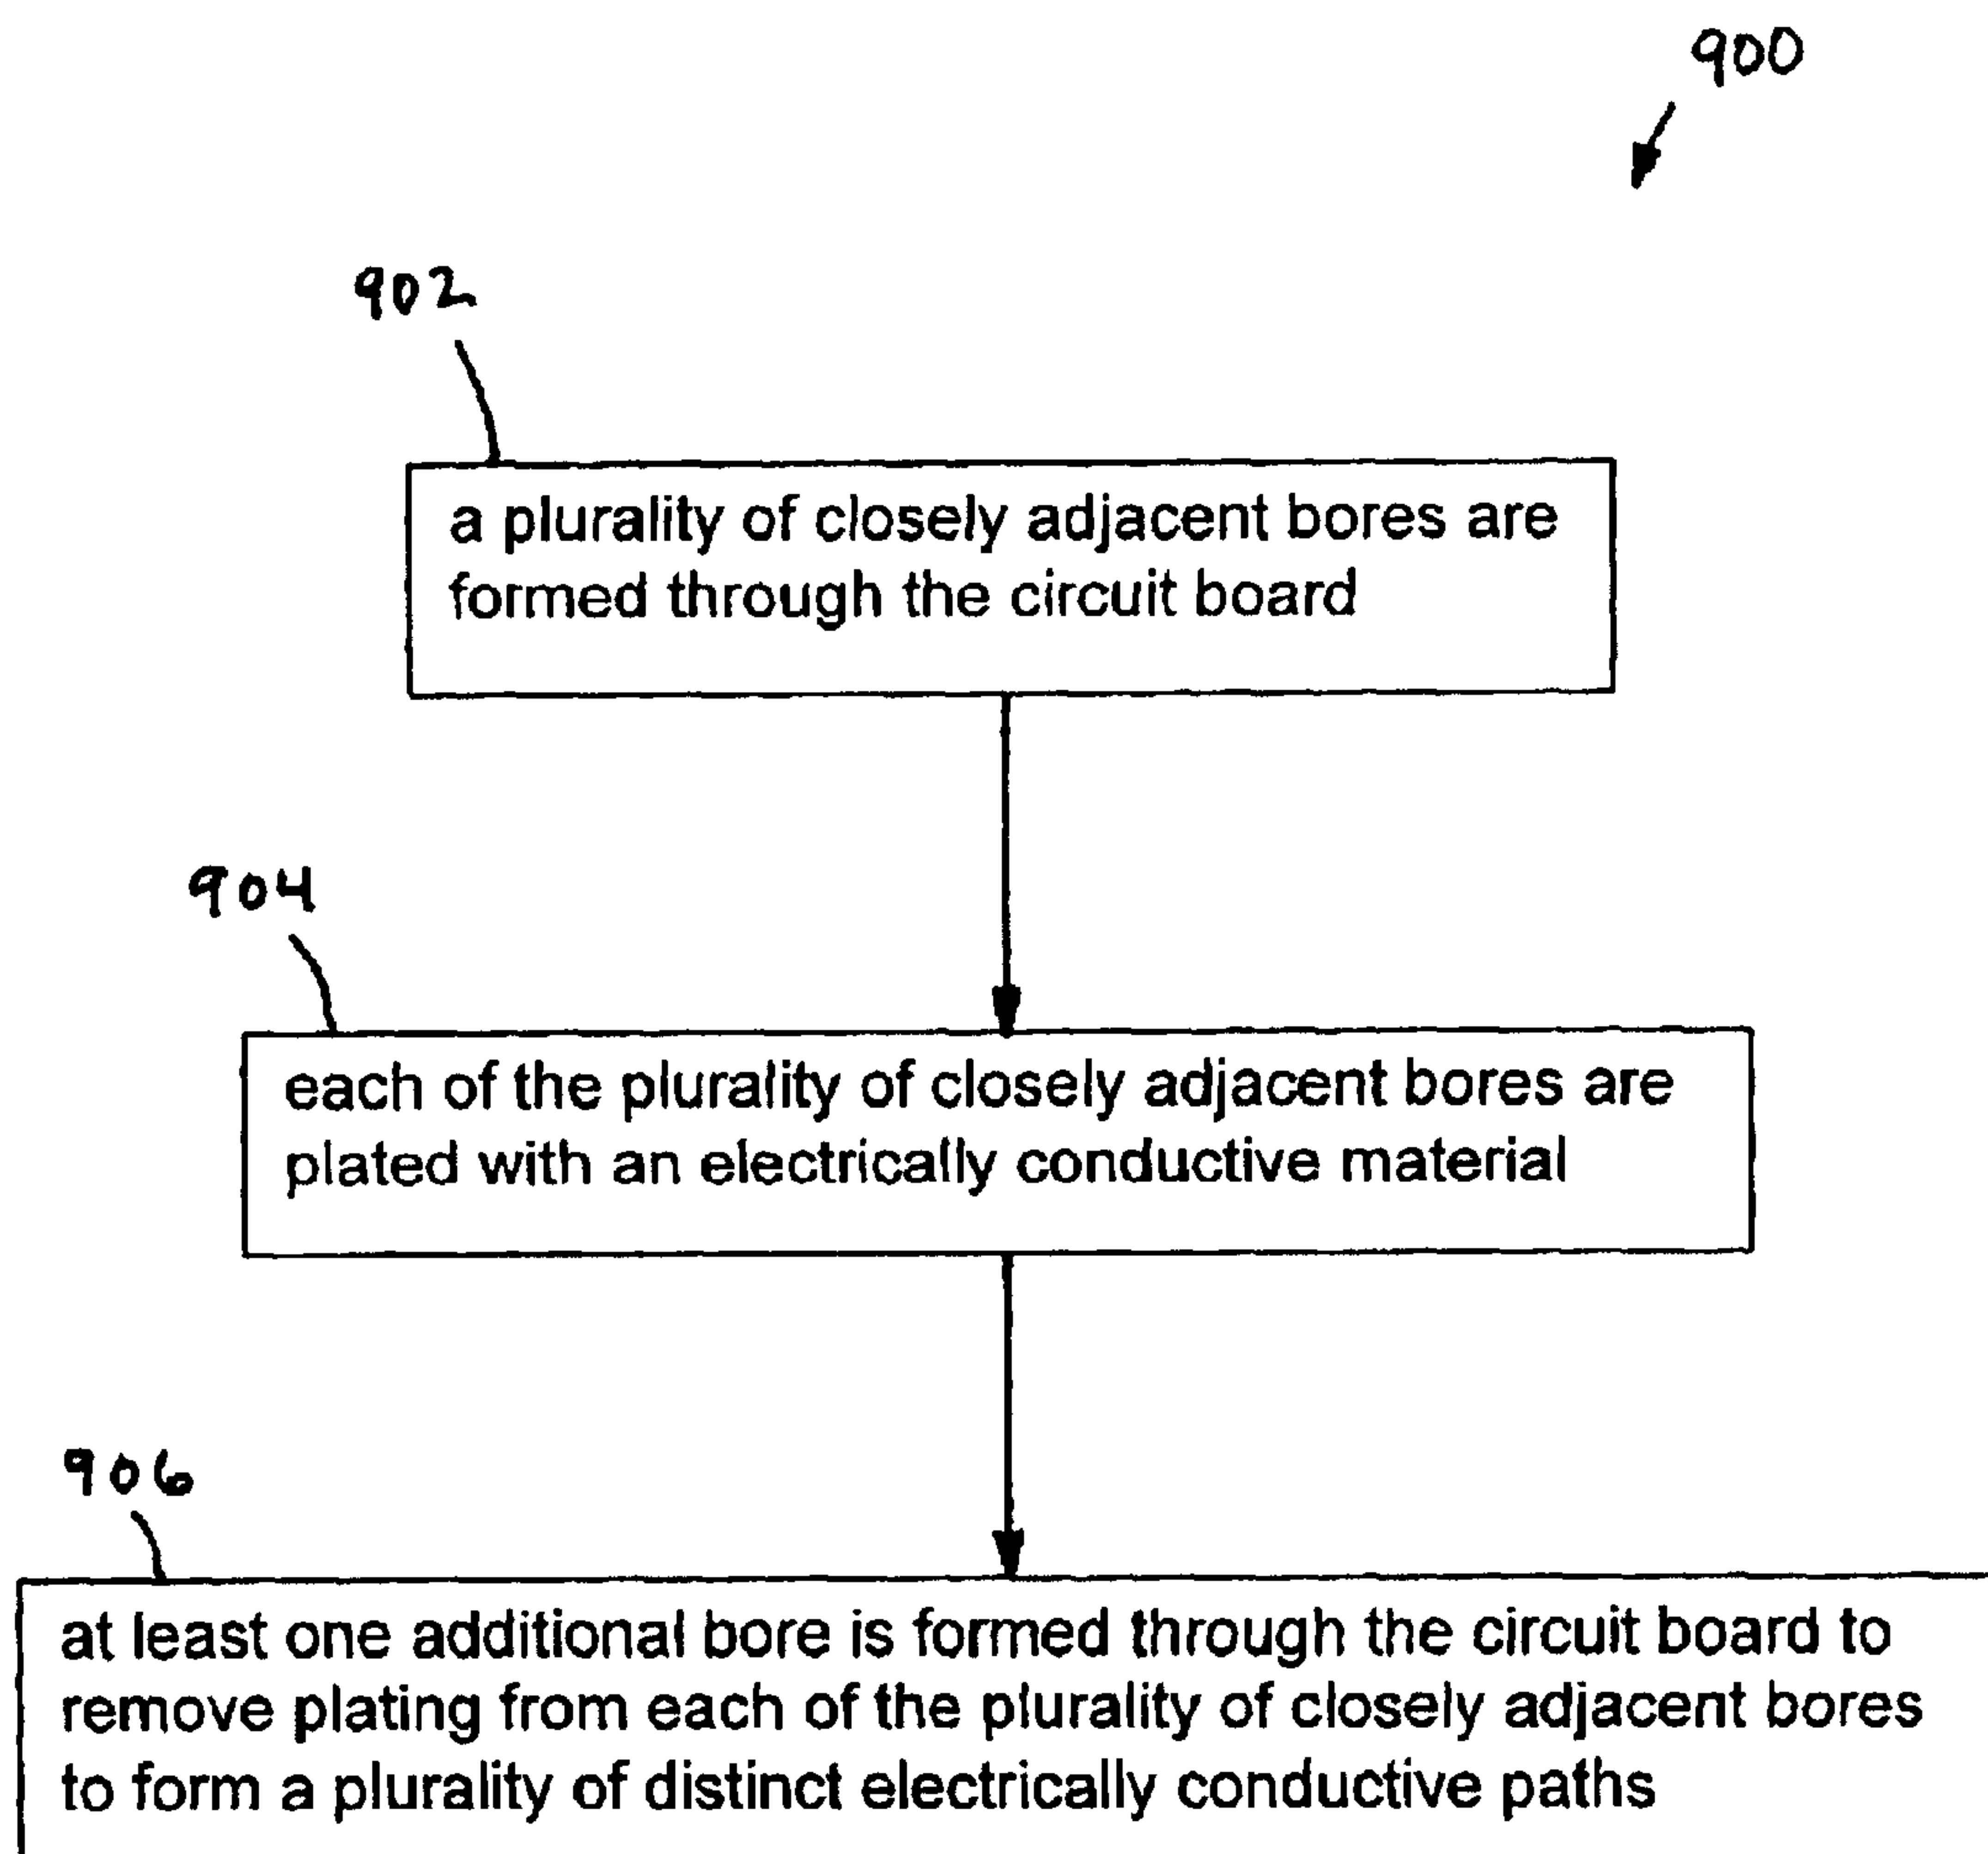 900
902
a plurality of closely adjacent bores are
formed through the circuit board
904
each of the plurality of closely adjacent bores are
plated with an electrically conductive material
906
at least one additional bore is formed through the circuit board to
remove plating from each of the plurality of closely adjacent bores
to form a plurality of distinct electrically conductive paths